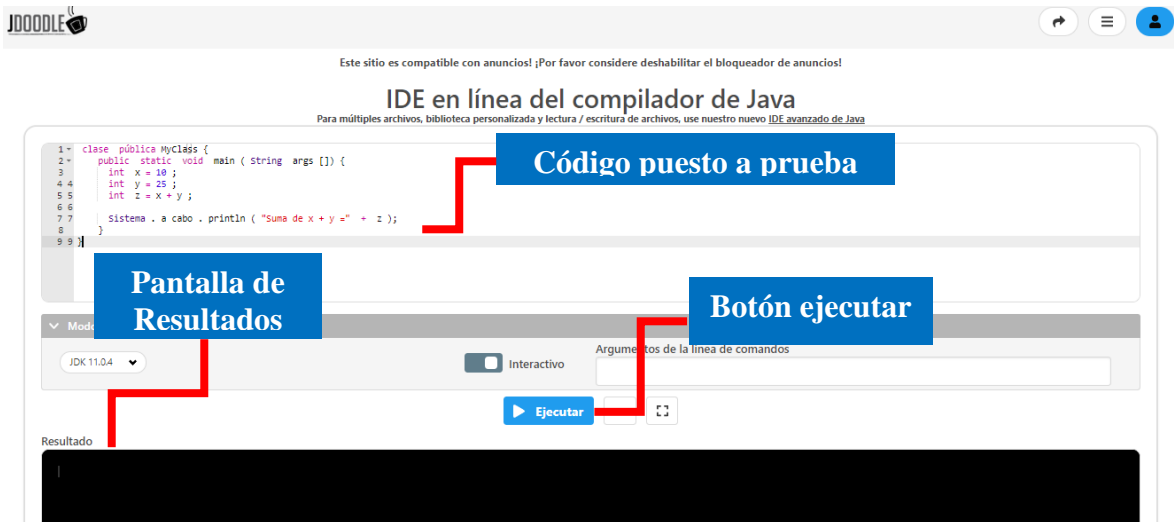 JDOODLE
Este sitio es compatible con anuncios! ¡Por favor considere deshabilitar el bloqueador de anuncios!
IDE en línea del compilador de Java
Para múltiples archivos, biblioteca personalizada y lectura / escritura de archivos, use nuestro nuevo IDE avanzado de Java
1 clase pública MyClass {
2 public static void main ( String args []) {
3 int x = 10 ;
4 4 int y = 25 ;
5 5 int z = x + y ;
6 6
7 7 Sistema . a cabo . println ( "Suma de x + y =" + z );
8 }
9 9 }
Código puesto a prueba
Pantalla de
Resultados
Botón ejecutar
JDK 11.0.4
Interactivo
Argumentos de la línea de comandos
Ejecutar
Resultado